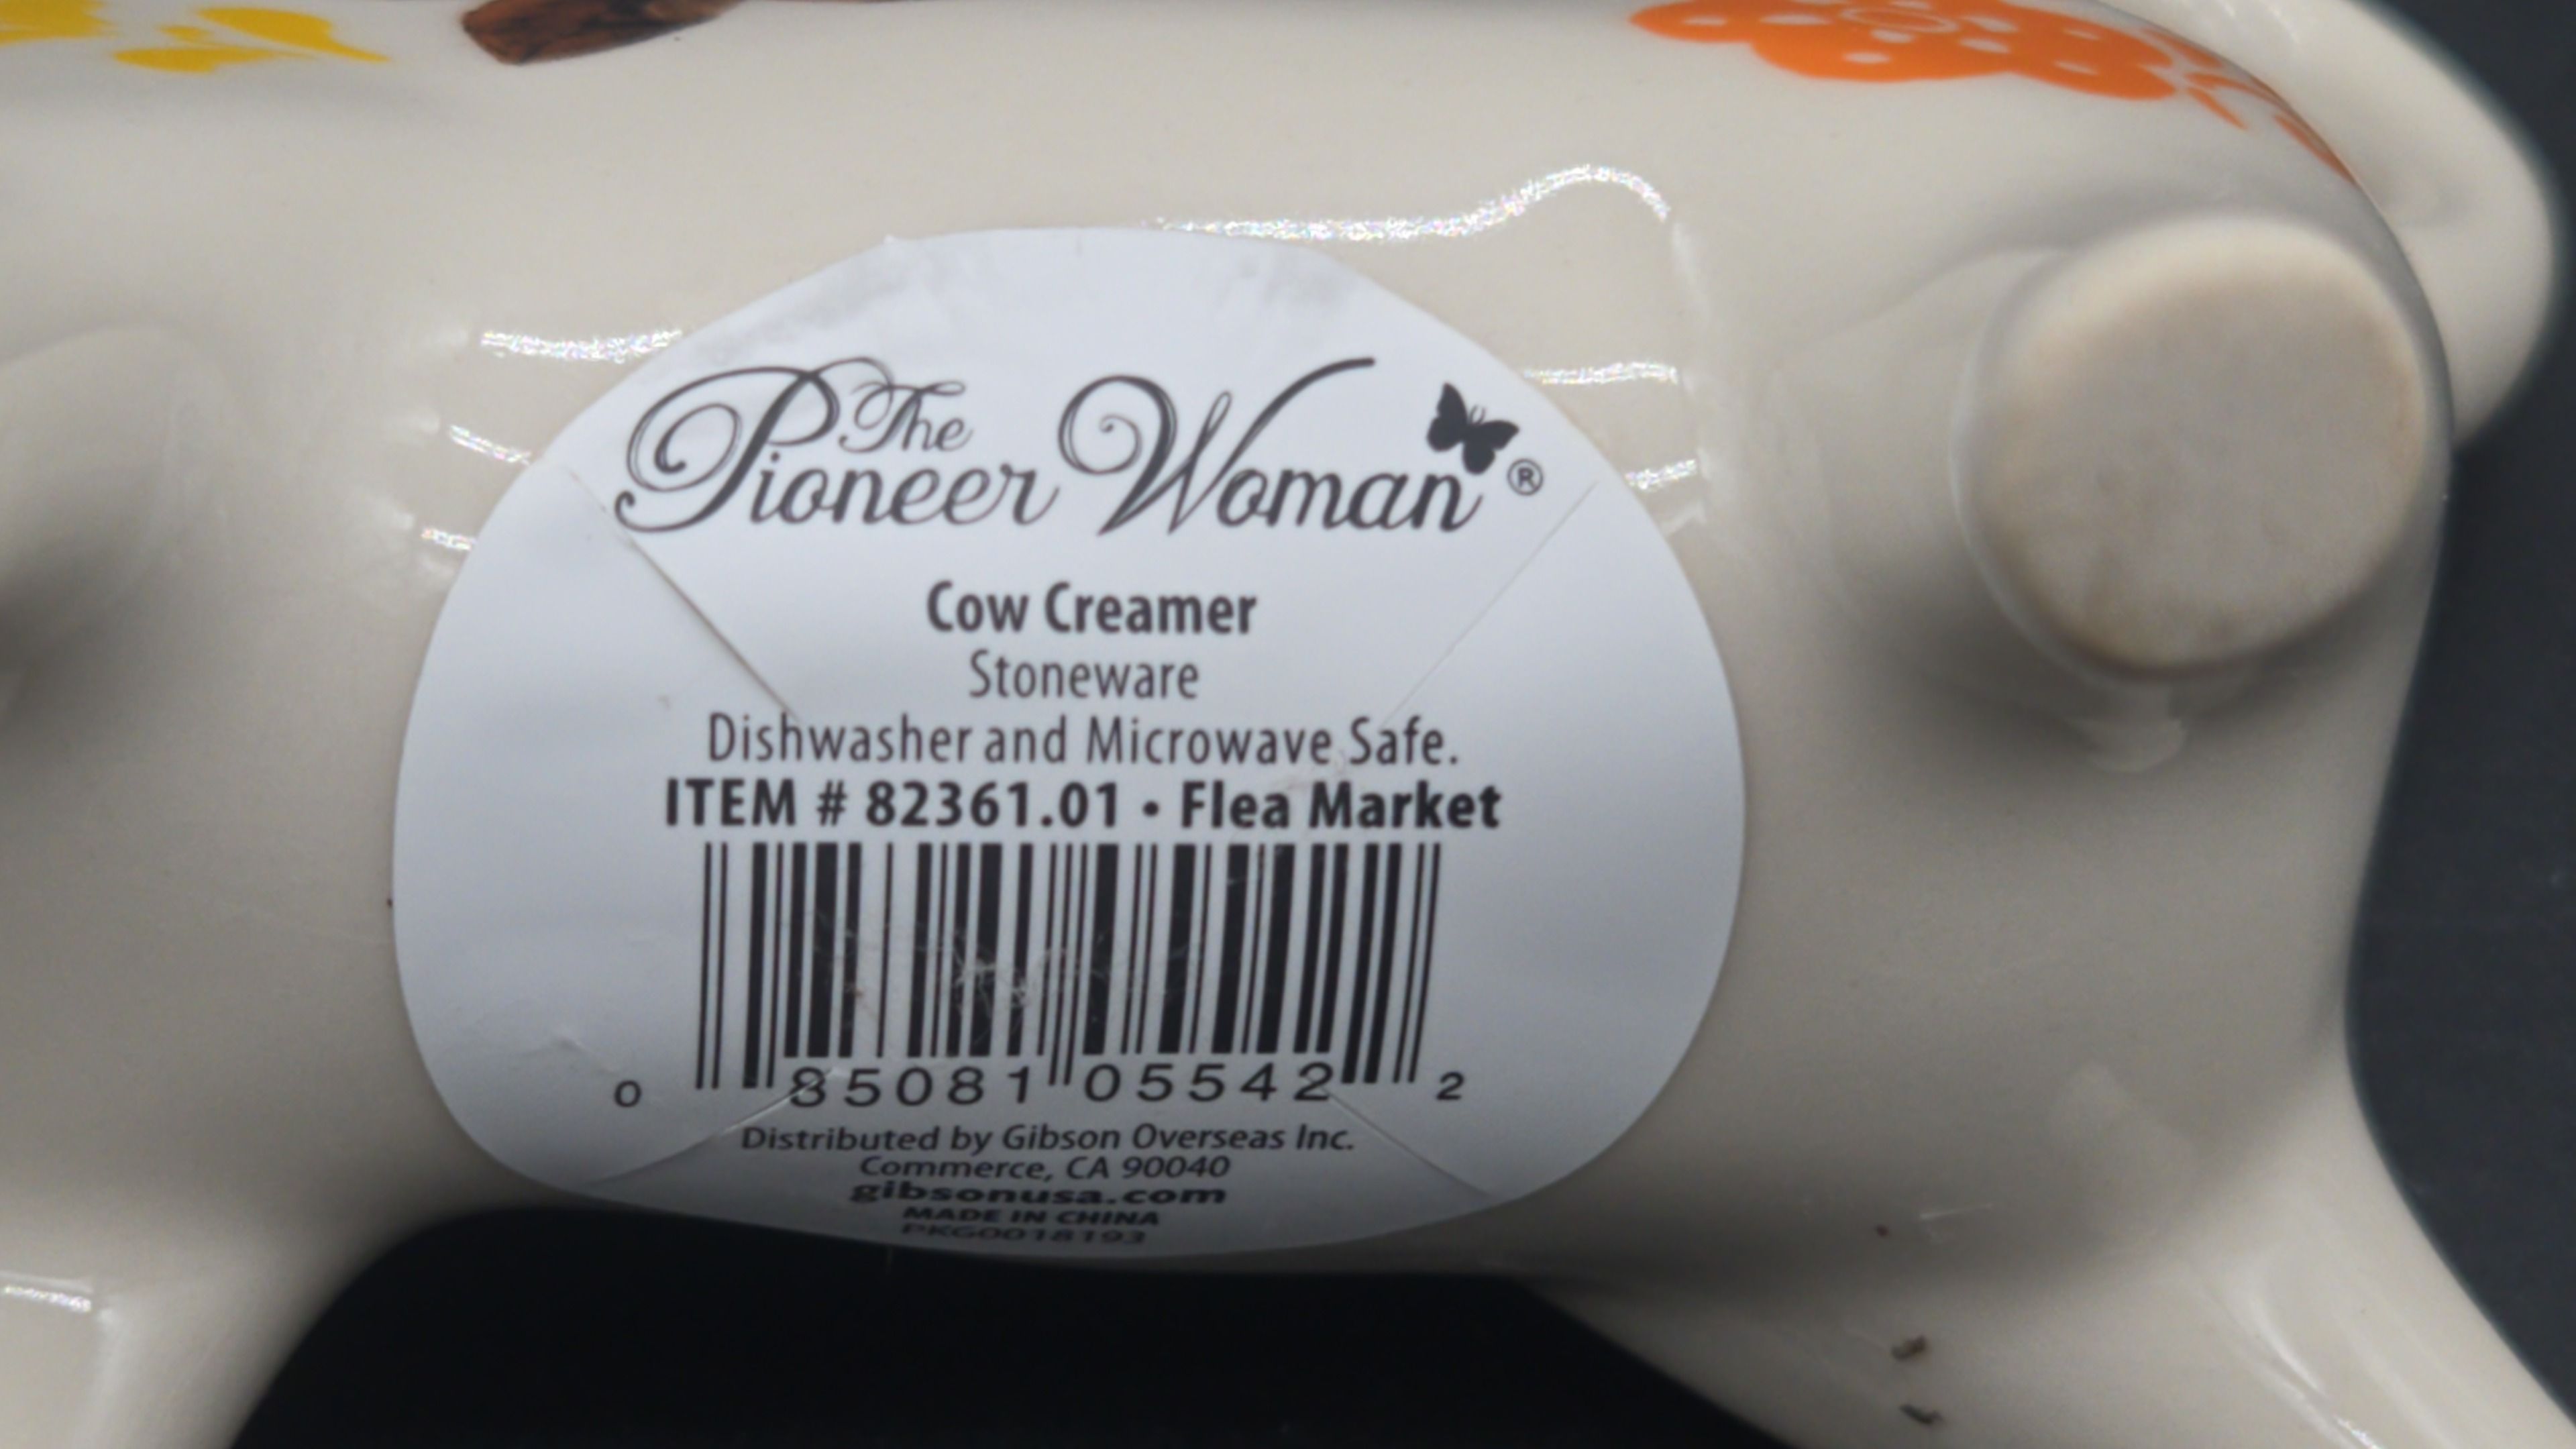 The
Pioneer Woman®
Cow Creamer
Stoneware
Dishwasher and Microwave Safe.
ITEM # 82361.01 • Flea Market
0 85081 05542 2
Distributed by Gibson Overseas Inc.
Commerce, CA 90040
gibsonusa.com
MADE IN CHINA
PKG0018193